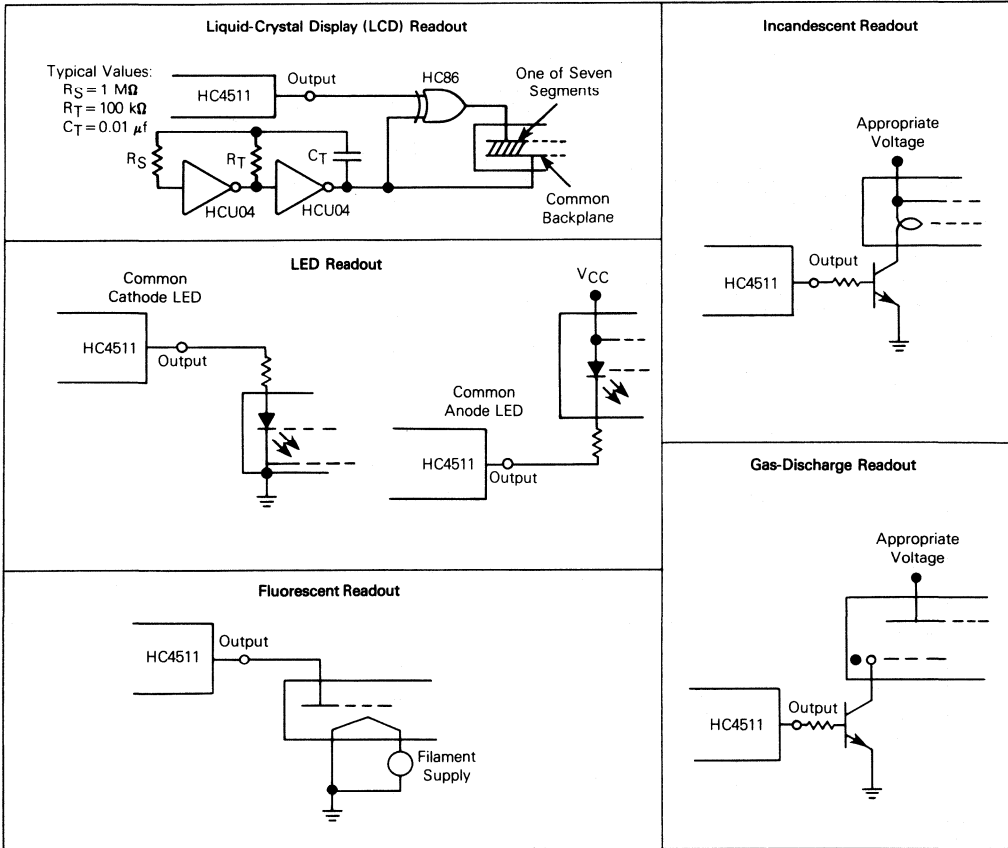 Liquid-Crystal Display (LCD) Readout
Typical Values:
RS = 1 MΩ
RT = 100 kΩ
CT = 0.01 μf
HC4511
Output
HC86
One of Seven
Segments
RS
RT
CT
HCU04
HCU04
Common
Backplane
LED Readout
Common
Cathode LED
HC4511
Output
VCC
Common
Anode LED
HC4511
Output
Fluorescent Readout
HC4511
Output
Filament
Supply
Incandescent Readout
Appropriate
Voltage
HC4511
Output
Gas-Discharge Readout
Appropriate
Voltage
HC4511
Output